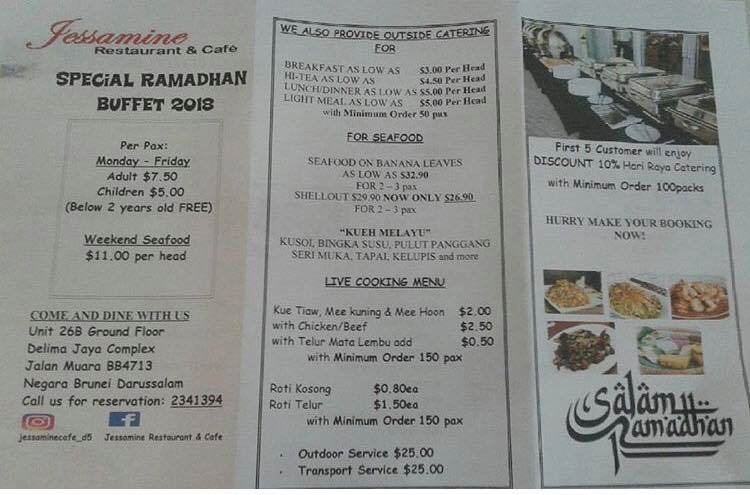 Jessamine
Restaurant & Cafe
SPECIAL RAMADHAN
BUFFET 2018
Per Pax:
Monday - Friday
Adult $7.50
Children $5.00
(Below 2 years old FREE)
Weekend Seafood
$11.00 per head
COME AND DINE WITH US
Unit 26B Ground Floor
Delima Jaya Complex
Jalan Muara BB4713
Negara Brunei Darussalam
Call us for reservation: 2341394
jessaminecafe_d5 Jessamine Restaurant & Cafe
WE ALSO PROVIDE OUTSIDE CATERING
FOR
BREAKFAST AS LOW AS $3.00 Per Head
HI-TEA AS LOW AS $4.50 Per Head
LUNCH/DINNER AS LOW AS $5.00 Per Head
LIGHT MEAL AS LOW AS $5.00 Per Head
with Minimum Order 50 pax
FOR SEAFOOD
SEAFOOD ON BANANA LEAVES
AS LOW AS $32.90
FOR 2 – 3 pax
SHELLOUT $29.90 NOW ONLY $26.90
FOR 2 – 3 pax
"KUEH MELAYU"
KUSOI, BINGKA SUSU, PULUT PANGGANG
SERI MUKA, TAPAI, KELUPIS and more
LIVE COOKING MENU
Kue Tiaw, Mee kuning & Mee Hoon $2.00
with Chicken/Beef $2.50
with Telur Mata Lembu add $0.50
with Minimum Order 150 pax
Roti Kosong $0.80ea
Roti Telur $1.50ea
with Minimum Order 150 pax
• Outdoor Service $25.00
• Transport Service $25.00
First 5 Customer will enjoy
DISCOUNT 10% Hari Raya Catering
with Minimum Order 100packs
HURRY MAKE YOUR BOOKING
NOW!
Salam
Ramadhan